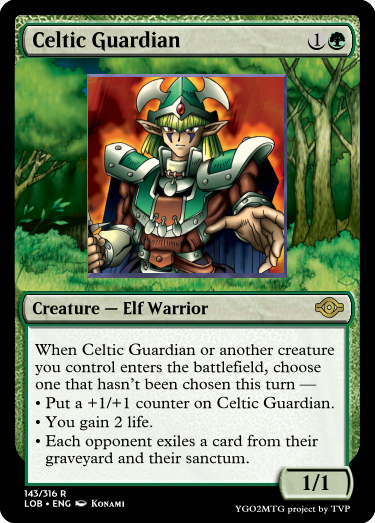 Celtic Guardian 1
Creature — Elf Warrior
When Celtic Guardian or another creature
you control enters the battlefield, choose
one that hasn't been chosen this turn —
• Put a +1/+1 counter on Celtic Guardian.
• You gain 2 life.
• Each opponent exiles a card from their
graveyard and their sanctum.
1/1
143/316 R
LOB • ENG Konami
YGO2MTG project by TVP